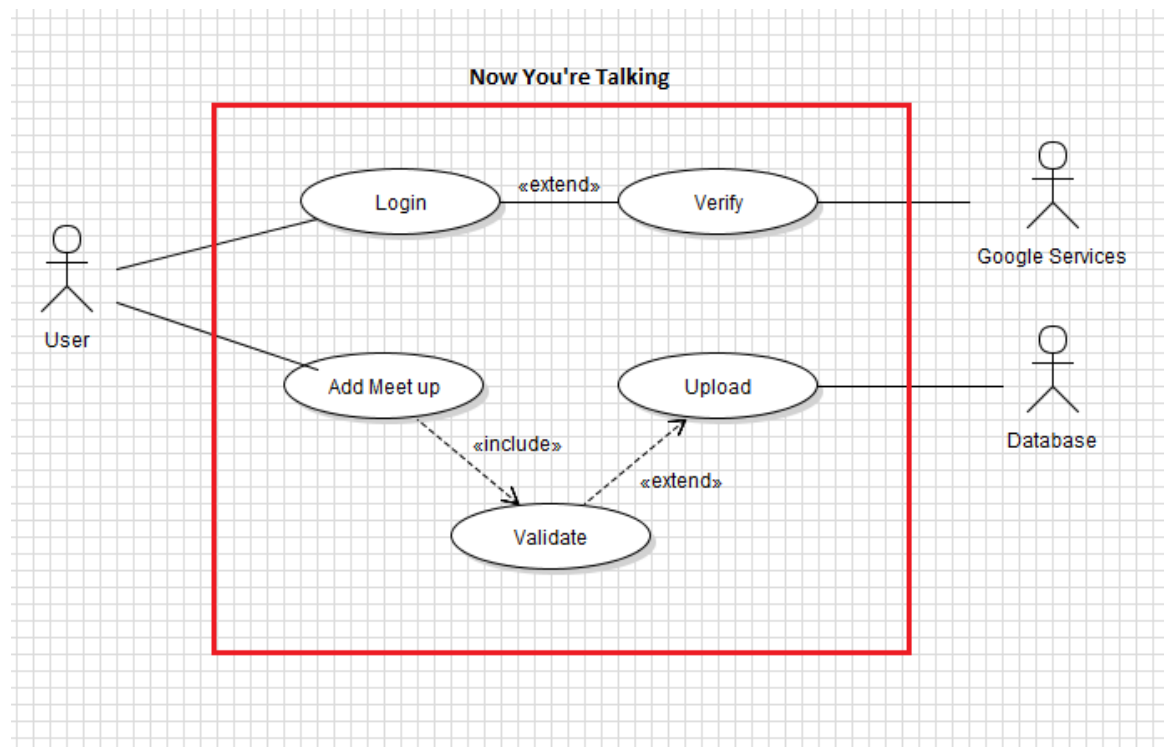 Now You're Talking
Login
«extend»
Verify
Google Services
User
Add Meet up
Upload
«include»
«extend»
Database
Validate